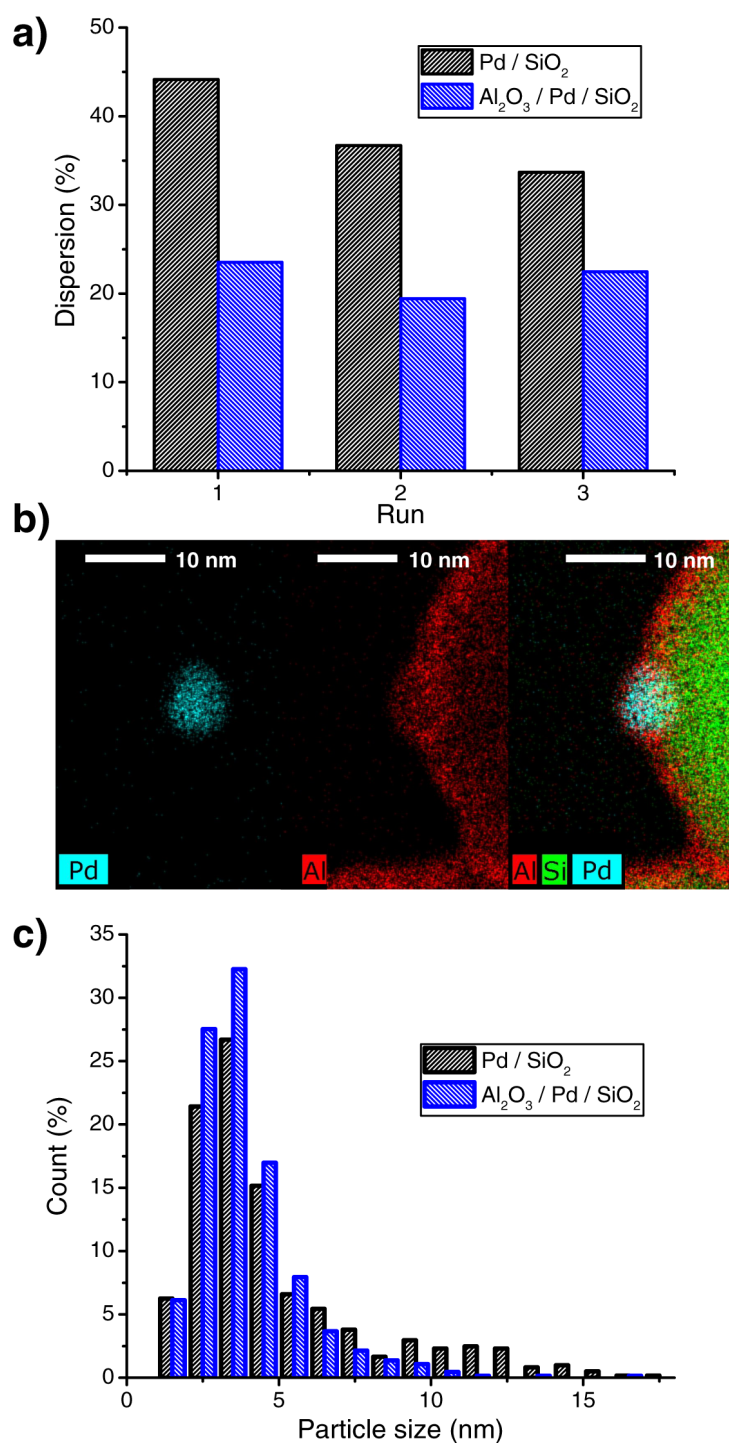 a)
50
40
30
20
10
0
Dispersion (%)
Pd / SiO₂
Al₂O₃ / Pd / SiO₂
1 2 3
Run
b)
10 nm 10 nm 10 nm
Pd Al Al Si Pd
c)
35
30
25
20
15
10
5
0
Count (%)
Pd / SiO₂
Al₂O₃ / Pd / SiO₂
0 5 10 15
Particle size (nm)